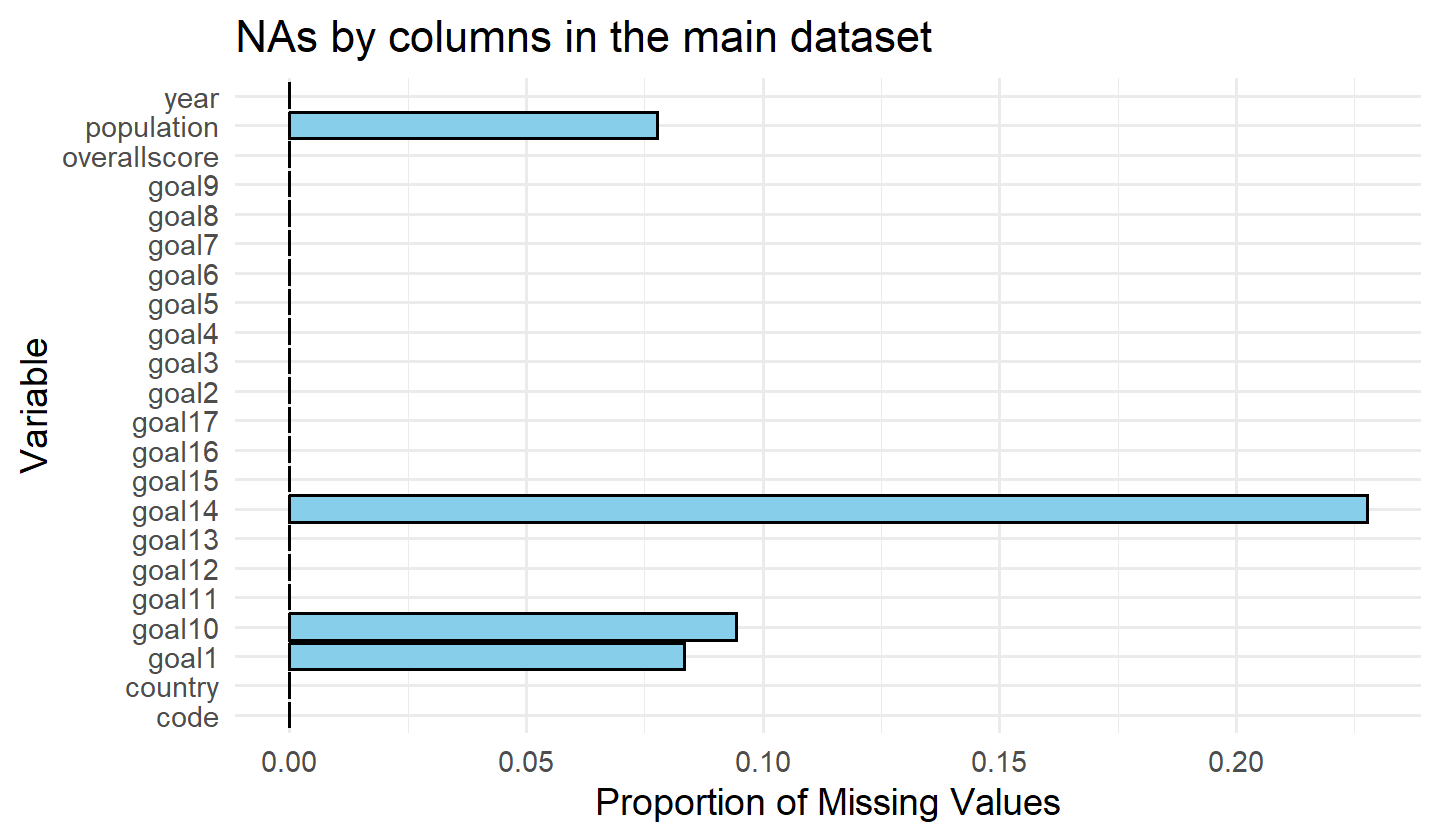 NAs by columns in the main dataset
Variable
year
population
overallscore
goal9
goal8
goal7
goal6
goal5
goal4
goal3
goal2
goal17
goal16
goal15
goal14
goal13
goal12
goal11
goal10
goal1
country
code
0.00 0.05 0.10 0.15 0.20
Proportion of Missing Values